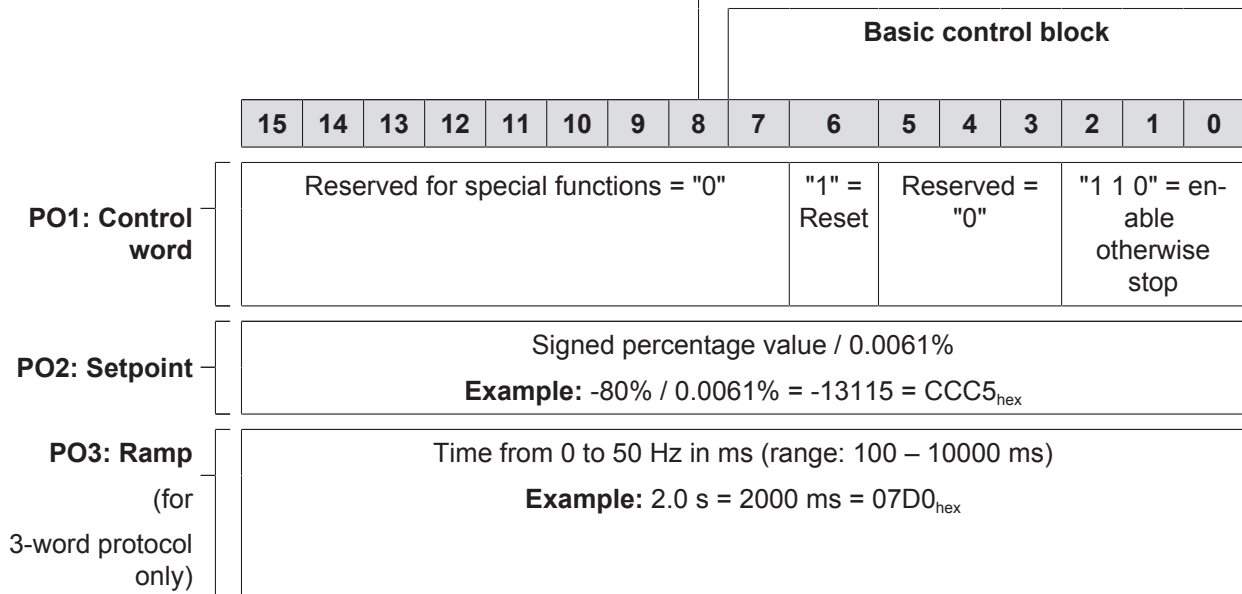 Basic control block
15 14 13 12 11 10 9 8 7 6 5 4 3 2 1 0
PO1: Control
word
Reserved for special functions = "0"
"1" =
Reset
Reserved =
"0"
"1 1 0" = en-
able
otherwise
stop
PO2: Setpoint
Signed percentage value / 0.0061%
Example: -80% / 0.0061% = -13115 = CCC5hex
PO3: Ramp
(for
3-word protocol
only)
Time from 0 to 50 Hz in ms (range: 100 – 10000 ms)
Example: 2.0 s = 2000 ms = 07D0hex